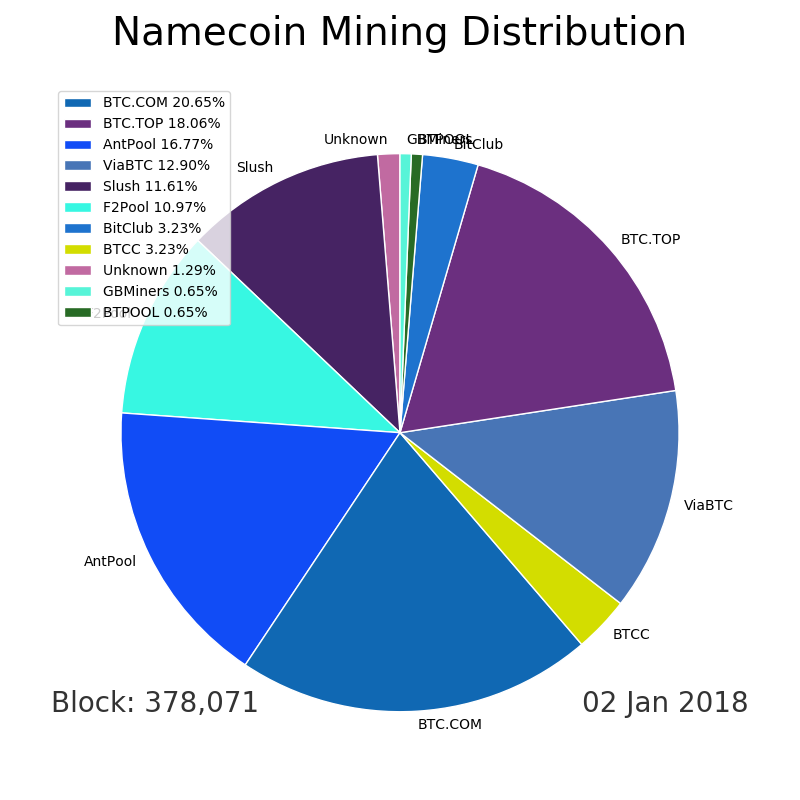 Namecoin Mining Distribution
BTC.COM 20.65%
BTC.TOP 18.06%
AntPool 16.77%
ViaBTC 12.90%
Slush 11.61%
F2Pool 10.97%
BitClub 3.23%
BTCC 3.23%
Unknown 1.29%
GBMiners 0.65%
BTPOOL 0.65%
Unknown
GBMiners
BTPOOL
BitClub
Slush
BTC.TOP
ViaBTC
AntPool
BTCC
BTC.COM
Block: 378,071
02 Jan 2018